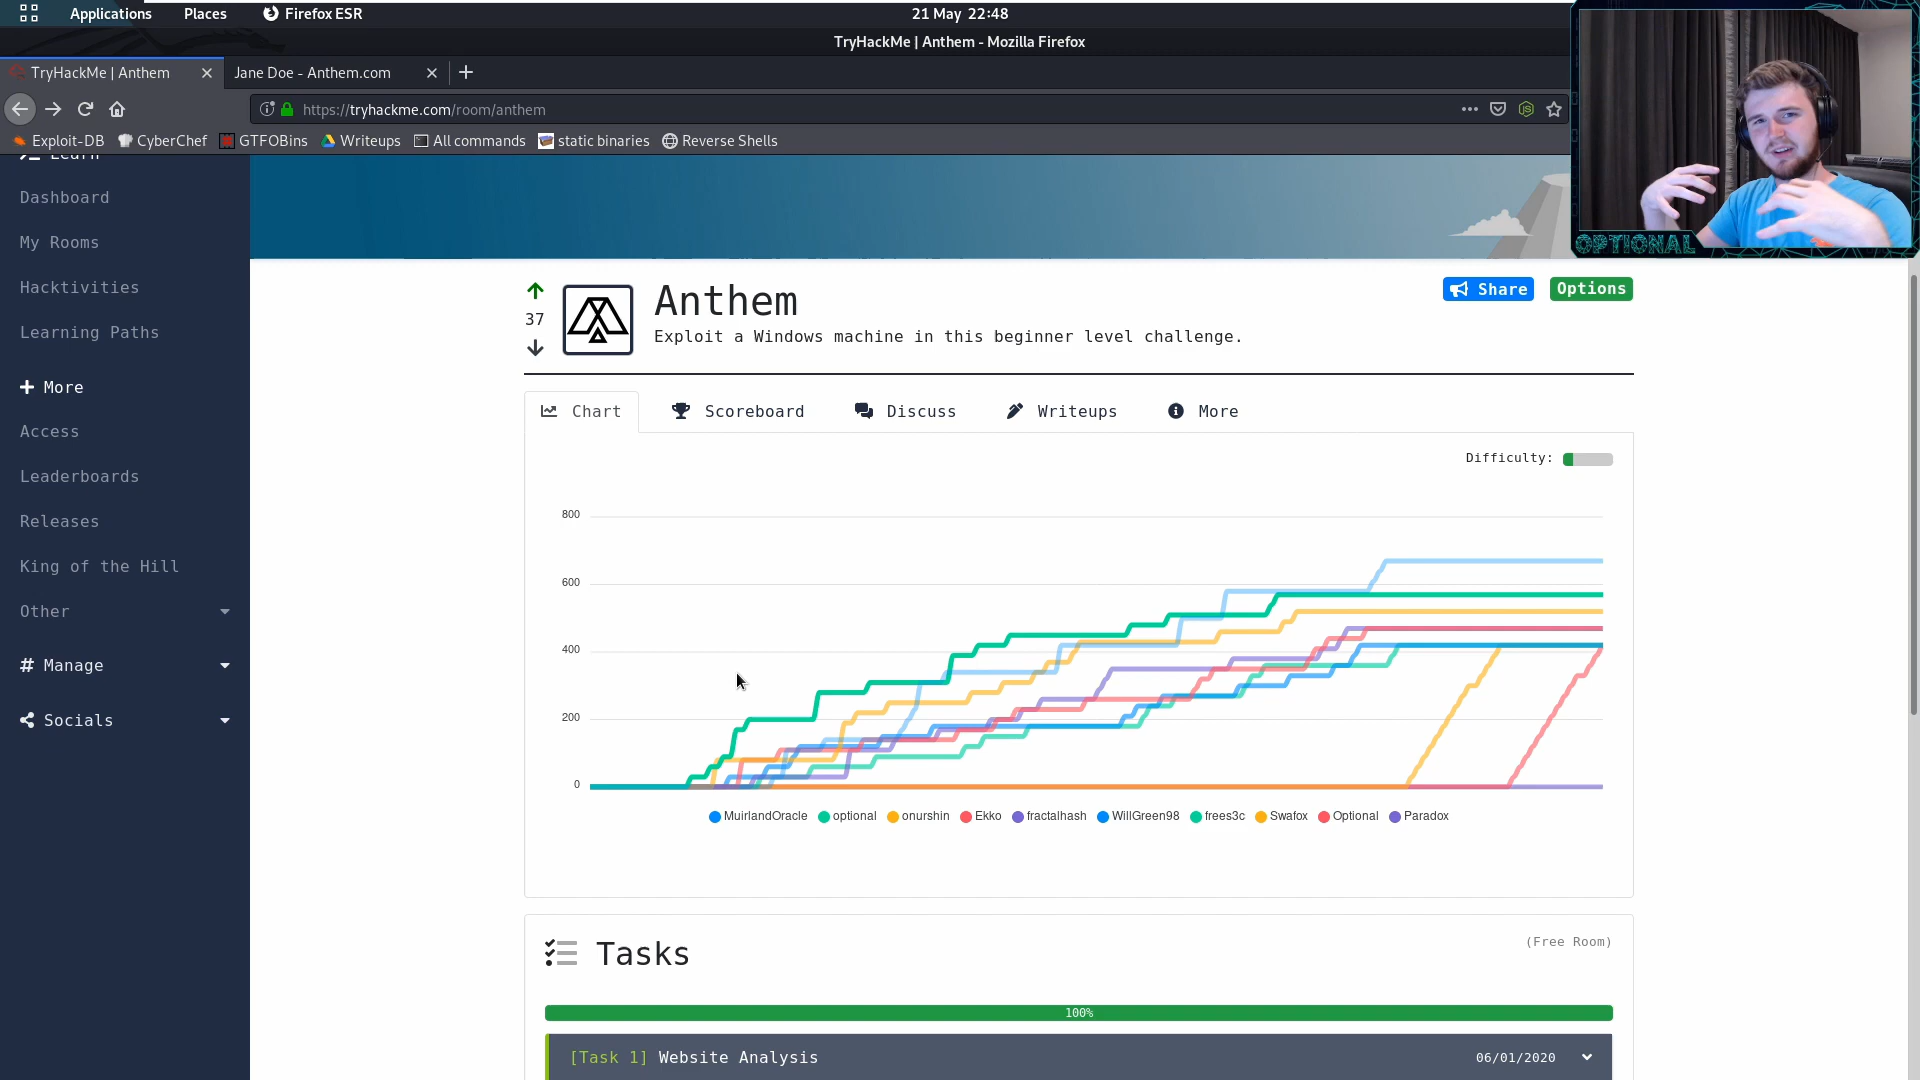 Applications Places Firefox ESR 21 May 22:48
TryHackMe | Anthem - Mozilla Firefox
TryHackMe | Anthem Jane Doe - Anthem.com
https://tryhackme.com/room/anthem
Exploit-DB CyberChef GTFOBins Writeups All commands static binaries Reverse Shells
Learn
Dashboard
My Rooms
Hacktivities
Learning Paths
More
Access
Leaderboards
Releases
King of the Hill
Other
Manage
Socials
OPTIONAL
37
Anthem
Exploit a Windows machine in this beginner level challenge.
Share Options
Chart Scoreboard Discuss Writeups More
Difficulty:
800
600
400
200
0
MuirlandOracle optional onurshin Ekko fractalhash WillGreen98 frees3c Swafox Optional Paradox
Tasks
(Free Room)
100%
[Task 1] Website Analysis 06/01/2020